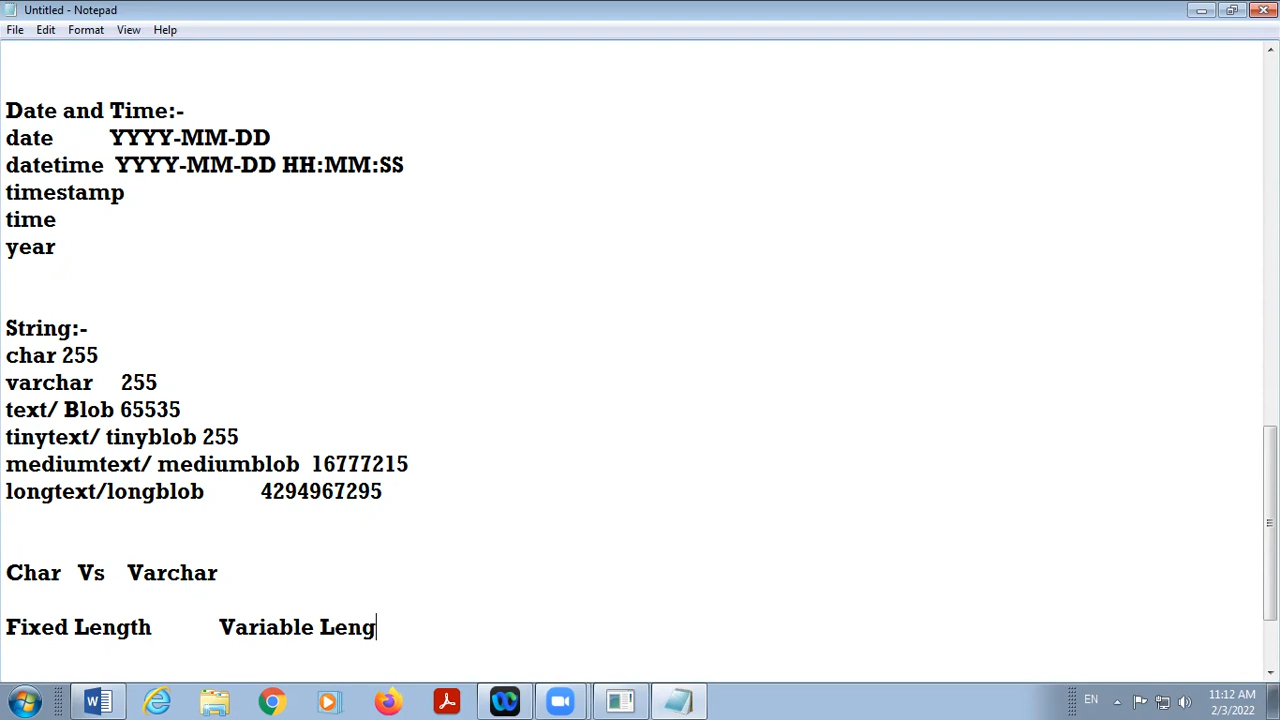 Untitled - Notepad
File Edit Format View Help
Date and Time:-
date YYYY-MM-DD
datetime YYYY-MM-DD HH:MM:SS
timestamp
time
year
String:-
char 255
varchar 255
text/ Blob 65535
tinytext/ tinyblob 255
mediumtext/ mediumblob 16777215
longtext/longblob 4294967295
Char Vs Varchar
Fixed Length Variable Leng
EN
11:12 AM
2/3/2022